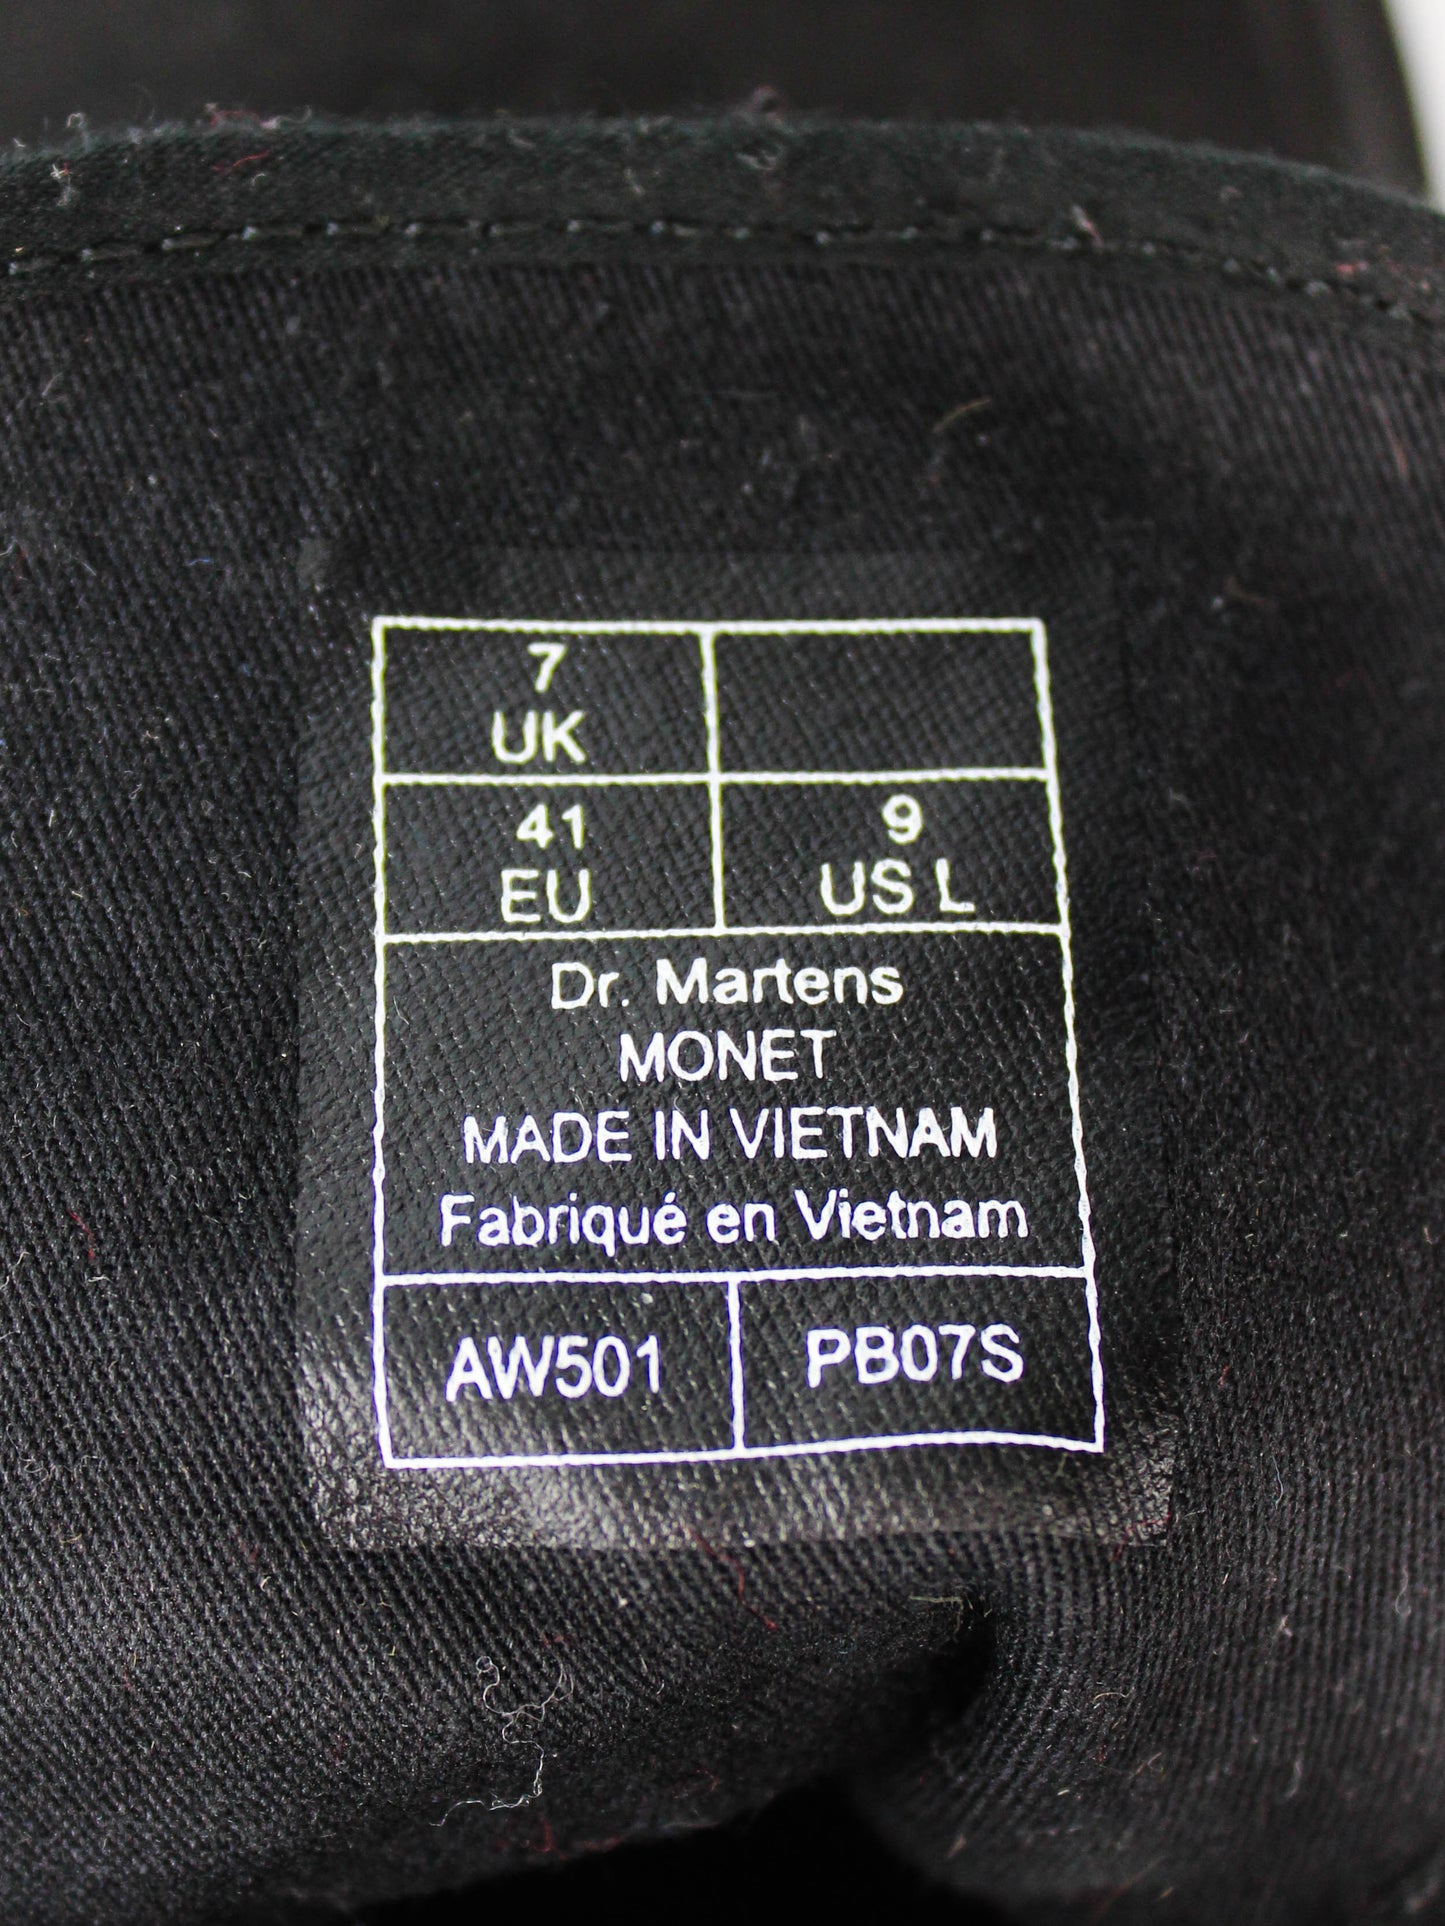 7
UK
41
EU
9
US L
Dr. Martens
MONET
MADE IN VIETNAM
Fabriqué en Vietnam
AW501
PB07S